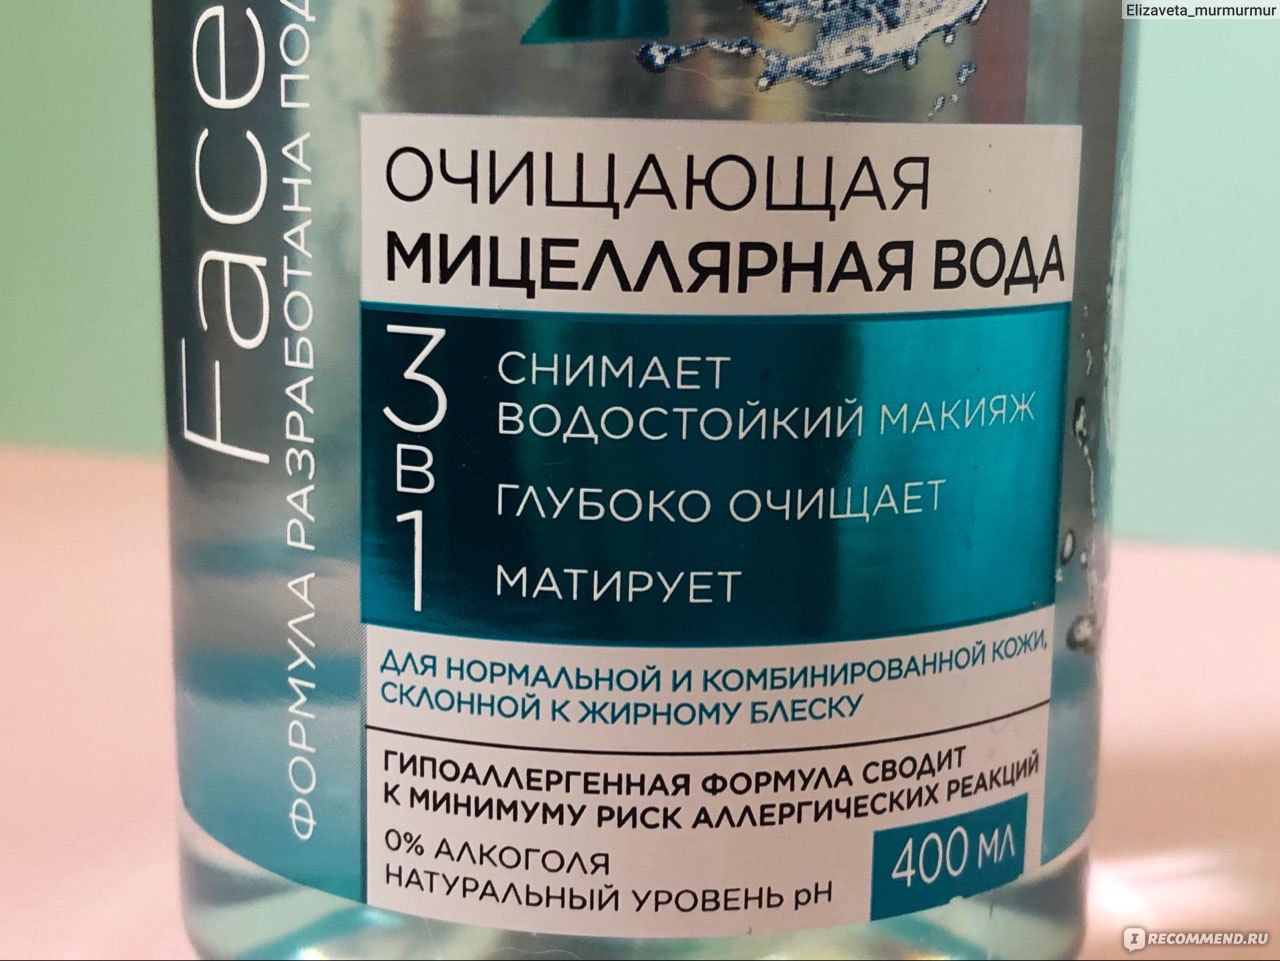 Elizaveta_murmurmur
Face
ФОРМУЛА РАЗРАБОТАНА ПОД
ОЧИЩАЮЩАЯ
МИЦЕЛЛЯРНАЯ ВОДА
3
В
1
СНИМАЕТ
ВОДОСТОЙКИЙ МАКИЯЖ
ГЛУБОКО ОЧИЩАЕТ
МАТИРУЕТ
ДЛЯ НОРМАЛЬНОЙ И КОМБИНИРОВАННОЙ КОЖИ,
СКЛОННОЙ К ЖИРНОМУ БЛЕСКУ
ГИПОАЛЛЕРГЕННАЯ ФОРМУЛА СВОДИТ
К МИНИМУМУ РИСК АЛЛЕРГИЧЕСКИХ РЕАКЦИЙ
0% АЛКОГОЛЯ
НАТУРАЛЬНЫЙ УРОВЕНЬ pH
400 МЛ
IRECOMMEND.RU